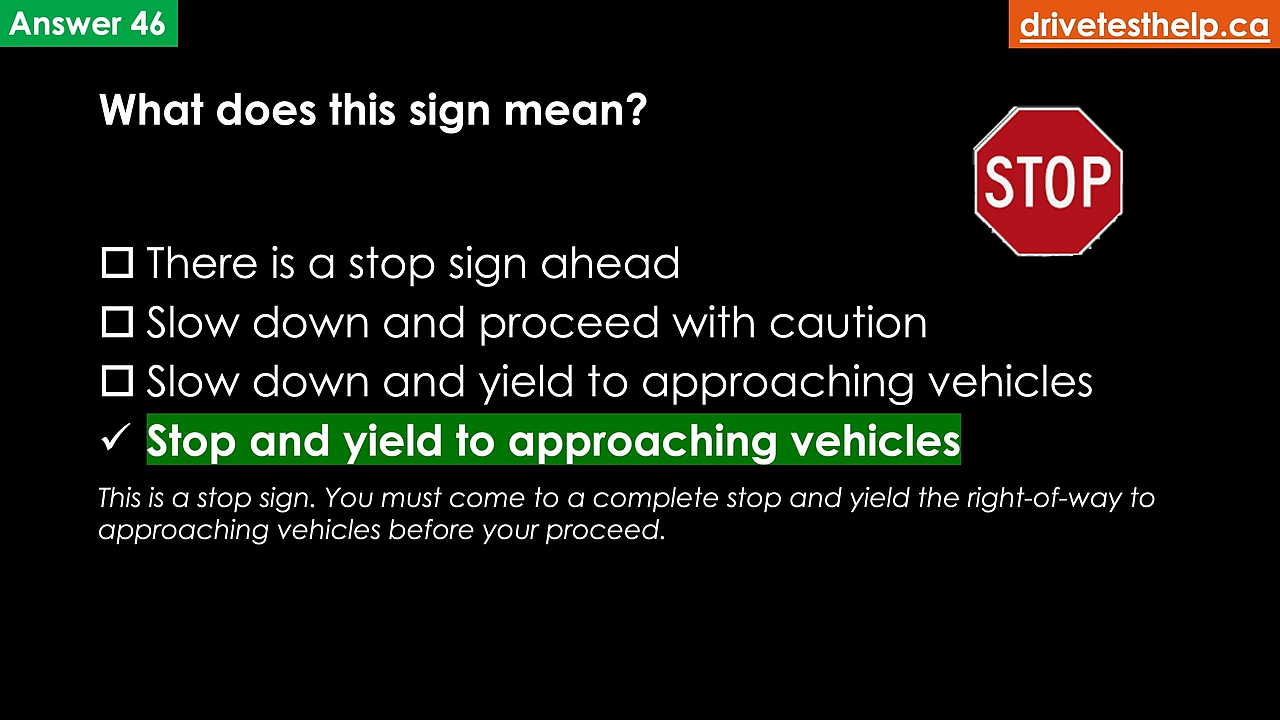 Answer 46
drivetesthelp.ca
What does this sign mean?
STOP
There is a stop sign ahead
Slow down and proceed with caution
Slow down and yield to approaching vehicles
Stop and yield to approaching vehicles
This is a stop sign. You must come to a complete stop and yield the right-of-way to
approaching vehicles before your proceed.